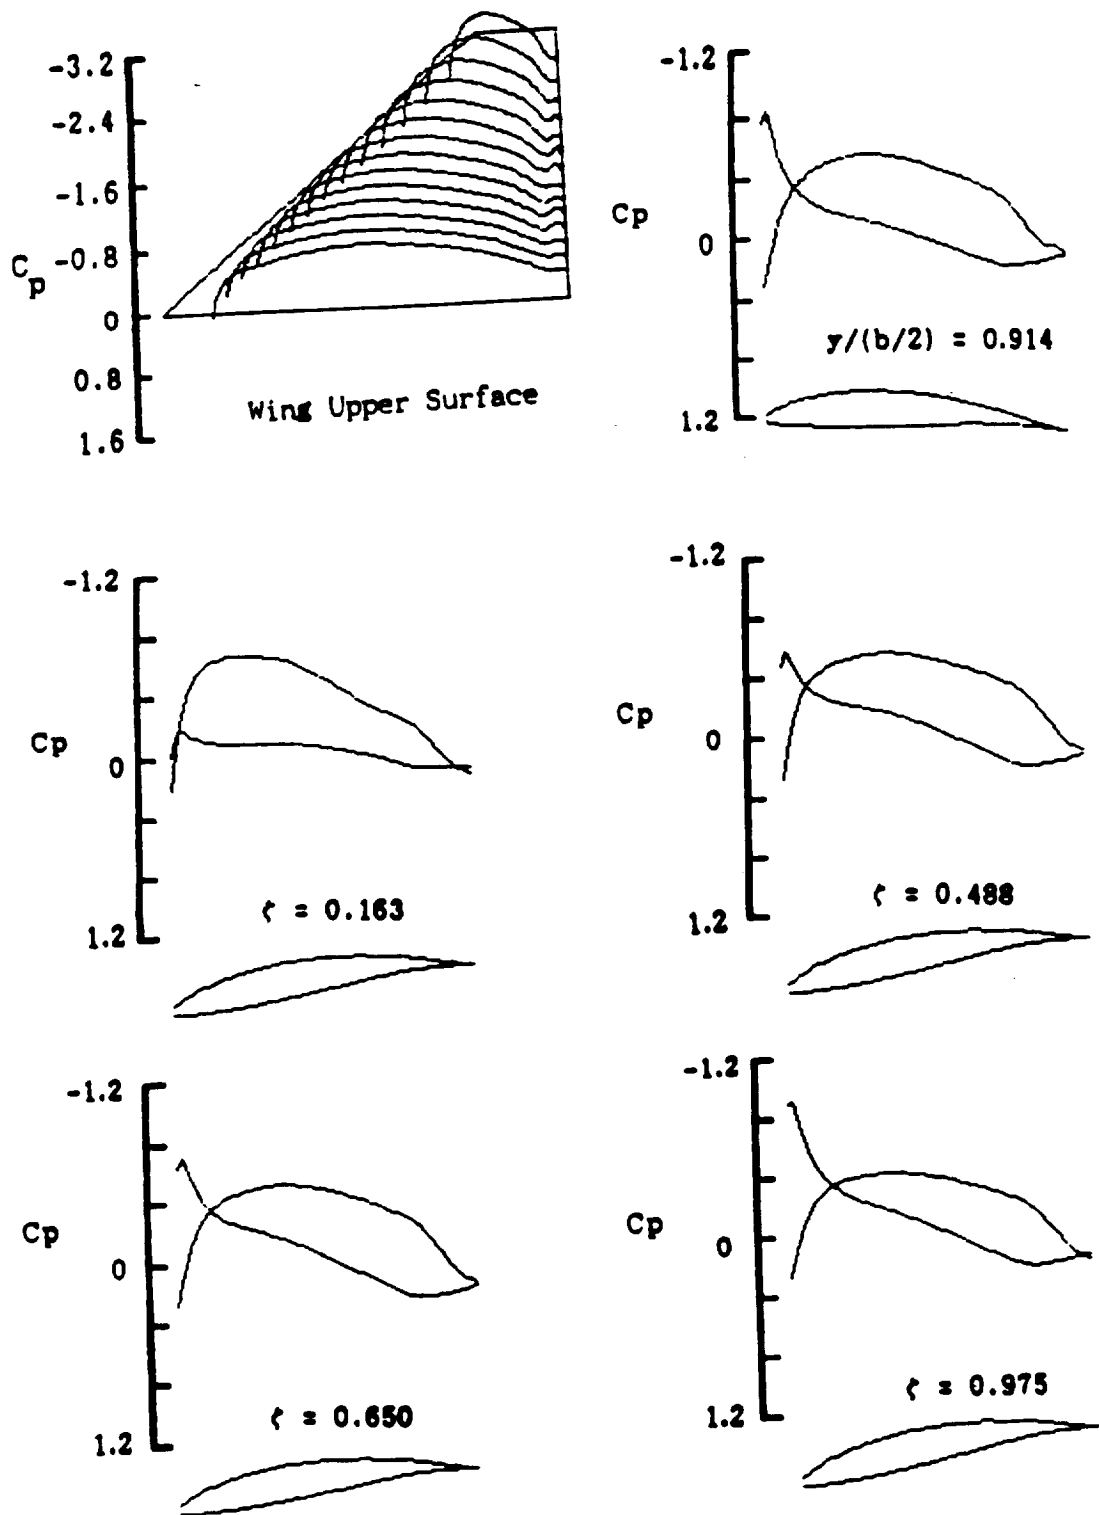 -3.2
-2.4
-1.6
-0.8
0
0.8
1.6
Cp
Wing Upper Surface
-1.2
Cp
0
1.2
y/(b/2) = 0.914
-1.2
Cp
0
1.2
ζ = 0.163
-1.2
Cp
0
1.2
ζ = 0.488
-1.2
Cp
0
1.2
ζ = 0.650
-1.2
Cp
0
1.2
ζ = 0.975